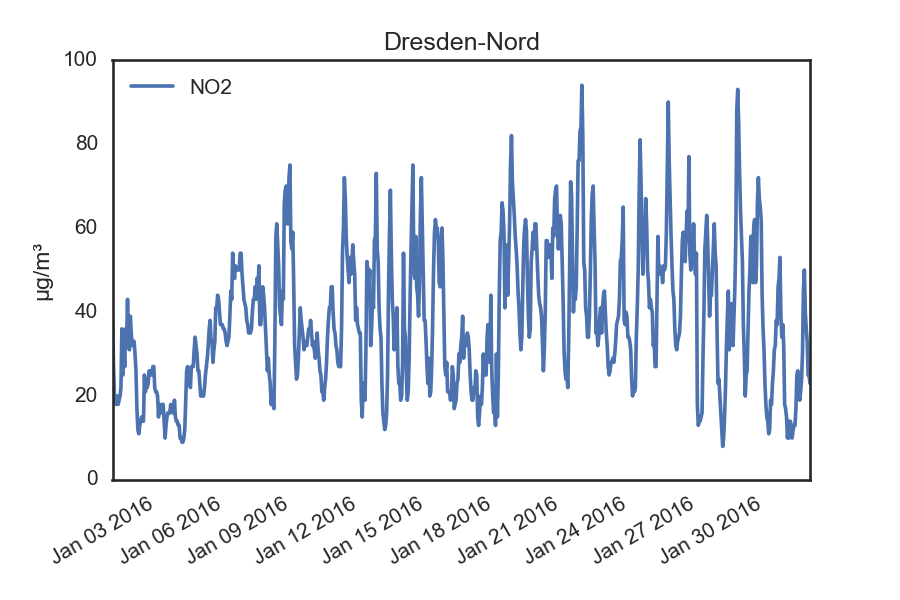 Dresden-Nord
100
80
60
40
20
0
µg/m³
NO2
Jan 03 2016
Jan 06 2016
Jan 09 2016
Jan 12 2016
Jan 15 2016
Jan 18 2016
Jan 21 2016
Jan 24 2016
Jan 27 2016
Jan 30 2016